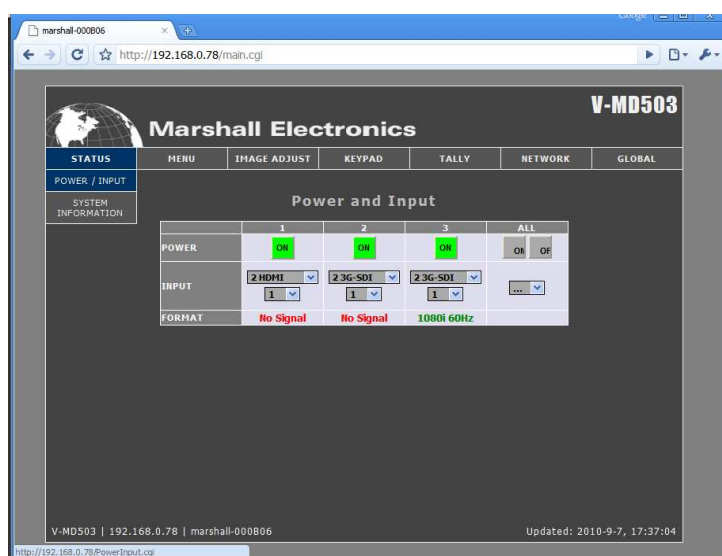 Google
marshall-000B06
http://192.168.0.78/main.cgi
V-MD503
Marshall Electronics
STATUS MENU IMAGE ADJUST KEYPAD TALLY NETWORK GLOBAL
POWER / INPUT
SYSTEM
INFORMATION
Power and Input
1 2 3 ALL
POWER ON ON ON ON OF
INPUT 2 HDMI 2 3G-SDI 2 3G-SDI ...
1 1 1
FORMAT No Signal No Signal 1080i 60Hz
V-MD503 | 192.168.0.78 | marshall-000B06 Updated: 2010-9-7, 17:37:04
http://192.168.0.78/PowerInput.cgi